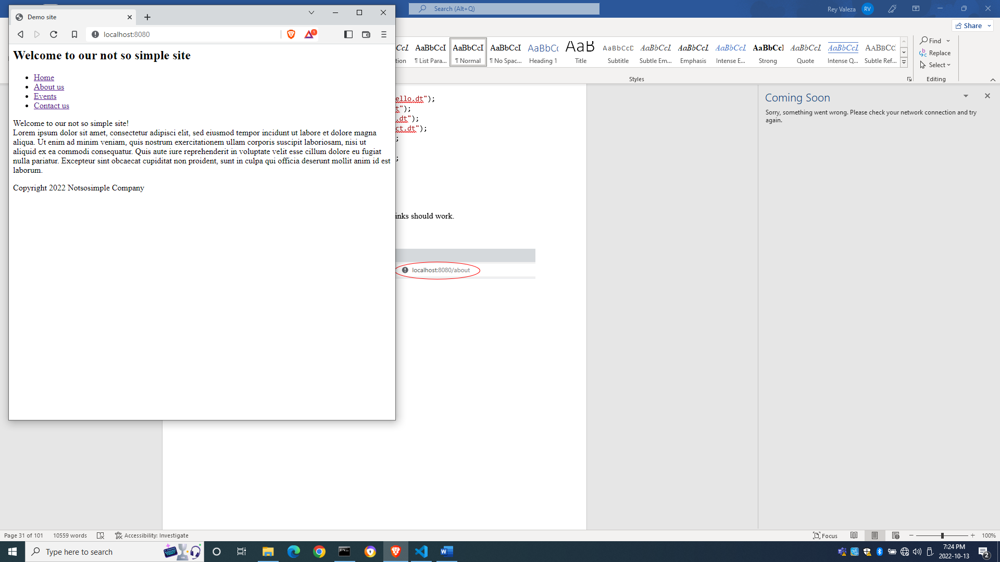 Demo site
localhost:8080
1
Welcome to our not so simple site
Home
About us
Events
Contact us
Welcome to our not so simple site!
Lorem ipsum dolor sit amet, consectetur adipisci elit, sed eiusmod tempor incidunt ut labore et dolore magna
aliqua. Ut enim ad minim veniam, quis nostrum exercitationem ullam corporis suscipit laboriosam, nisi ut
aliquid ex ea commodi consequatur. Quis aute iure reprehenderit in voluptate velit esse cillum dolore eu fugiat
nulla pariatur. Excepteur sint obcaecat cupiditat non proident, sunt in culpa qui officia deserunt mollit anim id est
laborum.
Copyright 2022 Notsosimple Company
Search (Alt+Q)
Rey Valeza RV
Share
AaBbCcI AaBbCcI AaBbCcI AaBbCc AaB AaBbCcD AaBbCcL AaBbCcL AaBbCcL AaBbCcI AaBbCcL AaBbCcL AABBCC
tion ¶ List Para... ¶ Normal ¶ No Spac... Heading 1 Title Subtitle Subtle Em... Emphasis Intense E... Strong Quote Intense Q... Subtle Ref...
Styles
Find
Replace
Select
Editing
ello.dt");
t");
.dt");
ct.dt");
;
;
inks should work.
localhost:8080/about
Coming Soon
Sorry, something went wrong. Please check your network connection and try
again.
Page 31 of 101 10559 words Accessibility: Investigate
Focus 100%
Type here to search
7:24 PM
2022-10-13
2